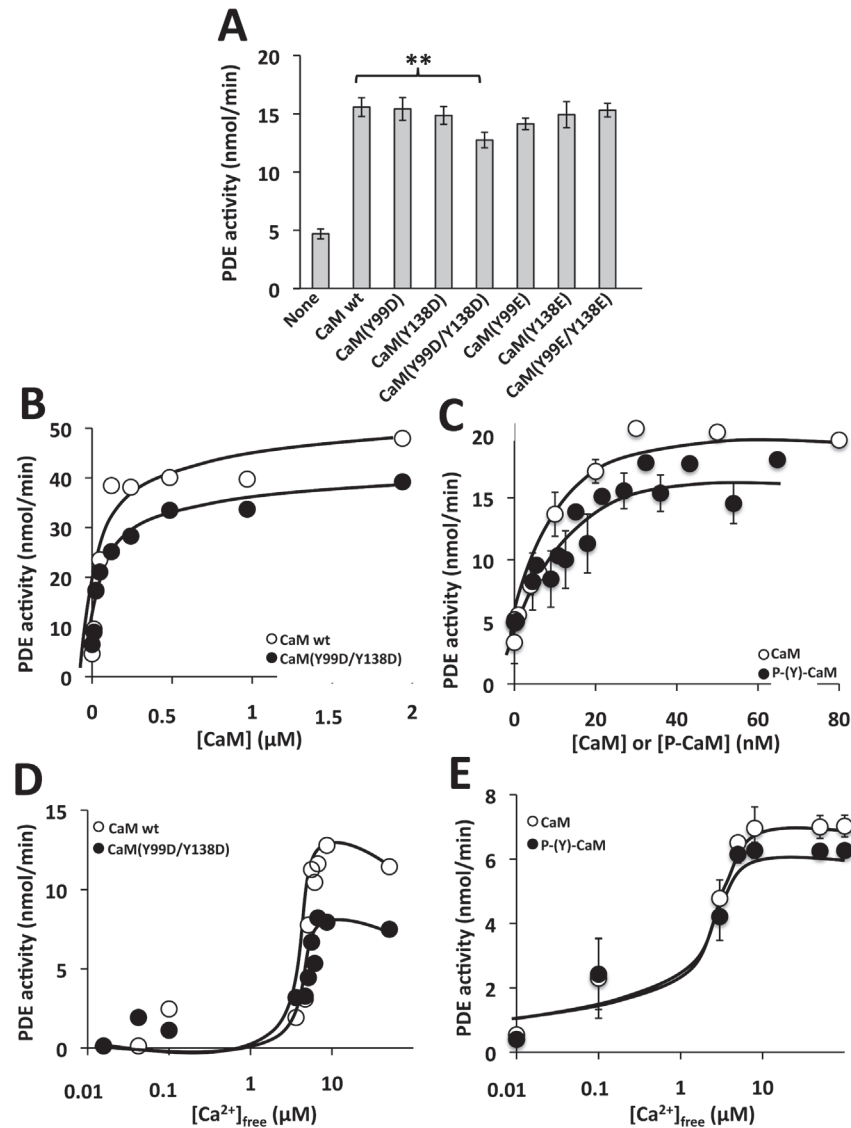 A
**
PDE activity (nmol/min)
20
15
10
5
0
None
CaM wt
CaM(Y99D)
CaM(Y138D)
CaM(Y99D/Y138D)
CaM(Y99E)
CaM(Y138E)
CaM(Y99E/Y138E)
B
PDE activity (nmol/min)
50
40
30
20
10
0
CaM wt
CaM(Y99D/Y138D)
0 0.5 1 1.5 2
[CaM] (µM)
C
PDE activity (nmol/min)
20
15
10
5
0
CaM
P-(Y)-CaM
0 20 40 60 80
[CaM] or [P-CaM] (nM)
D
PDE activity (nmol/min)
15
10
5
0
CaM wt
CaM(Y99D/Y138D)
0.01 0.1 1 10
[Ca2+]free (µM)
E
PDE activity (nmol/min)
8
6
4
2
0
CaM
P-(Y)-CaM
0.01 0.1 1 10
[Ca2+]free (µM)